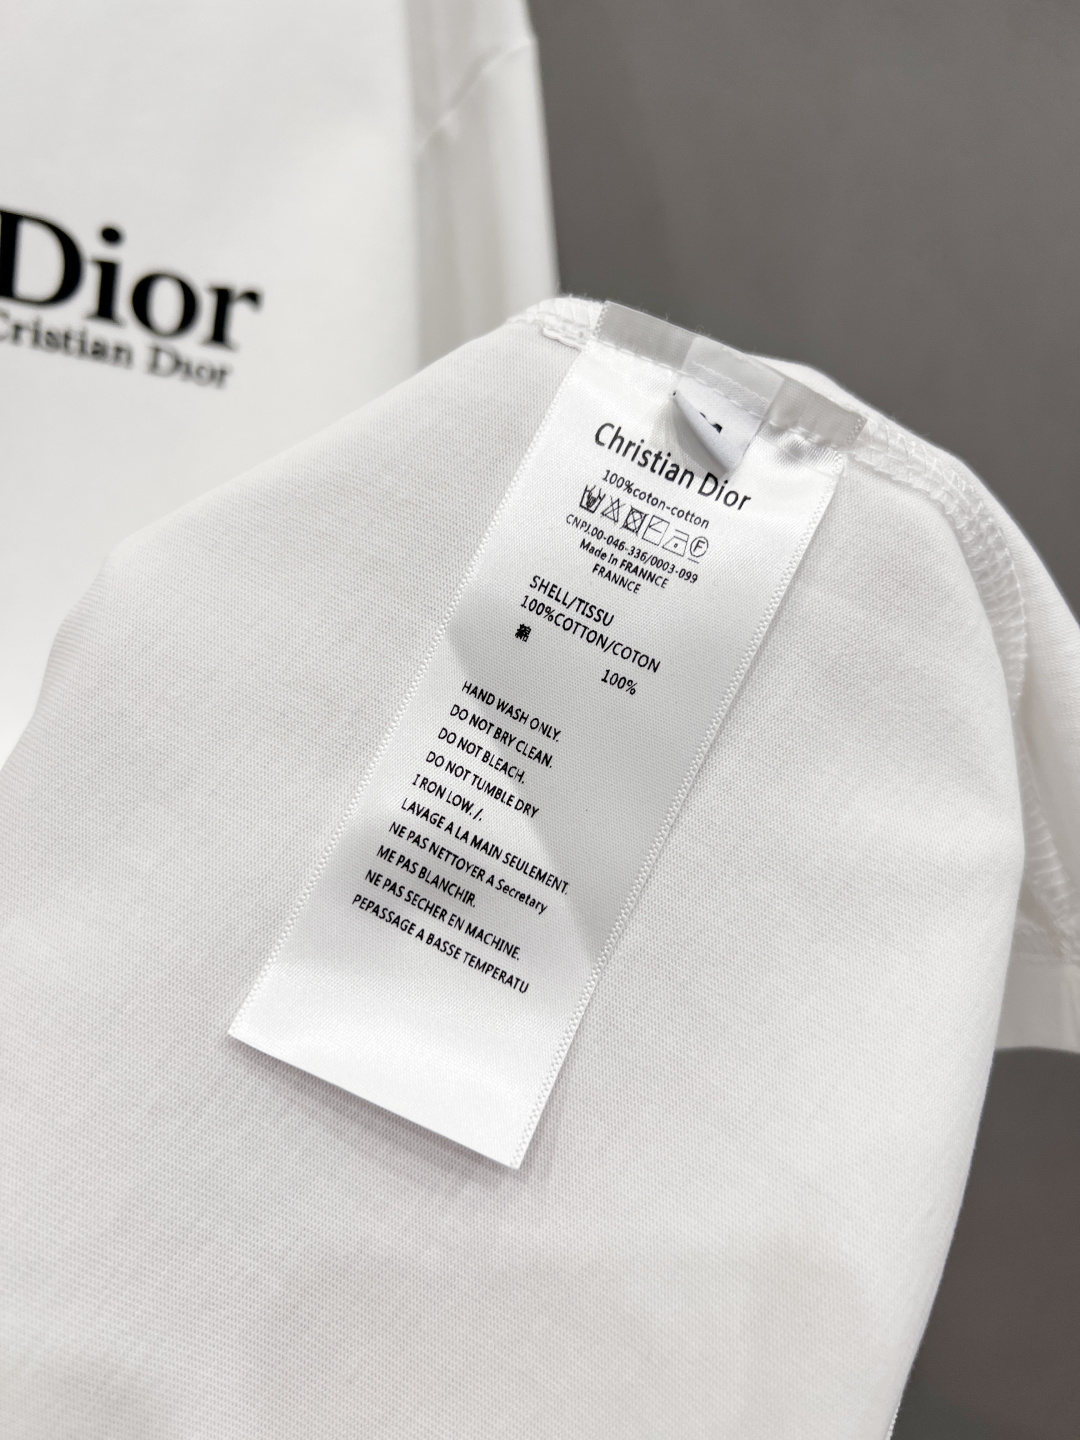 Dior
Cristian Dior
Christian Dior
100%coton-cotton
F
CNPJ.00-046-336/0003-099
Made In FRANNCE
FRANNCE
SHELL/TISSU
100%COTTON/COTON
綿
100%
HAND WASH ONLY.
DO NOT BRY CLEAN.
DO NOT BLEACH.
DO NOT TUMBLE DRY
I RON LOW. /.
LAVAGE A LA MAIN SEULEMENT.
NE PAS NETTOYER A Secretary
ME PAS BLANCHIR.
NE PAS SECHER EN MACHINE.
PEPASSAGE A BASSE TEMPERATU